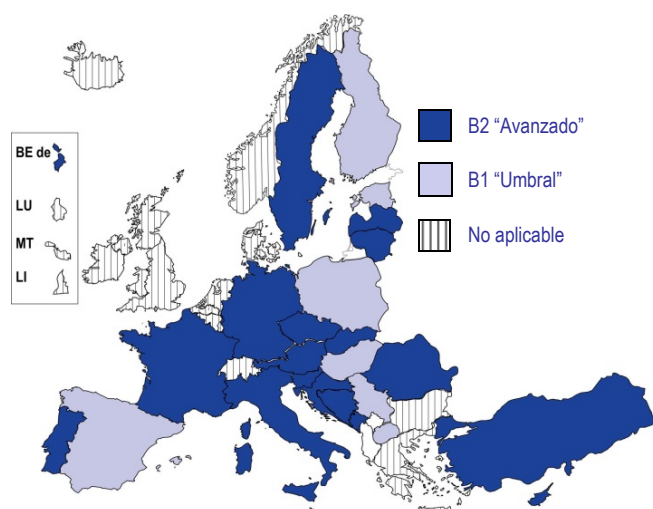 B2 “Avanzado”
B1 “Umbral”
No aplicable
BE de
LU
MT
LI